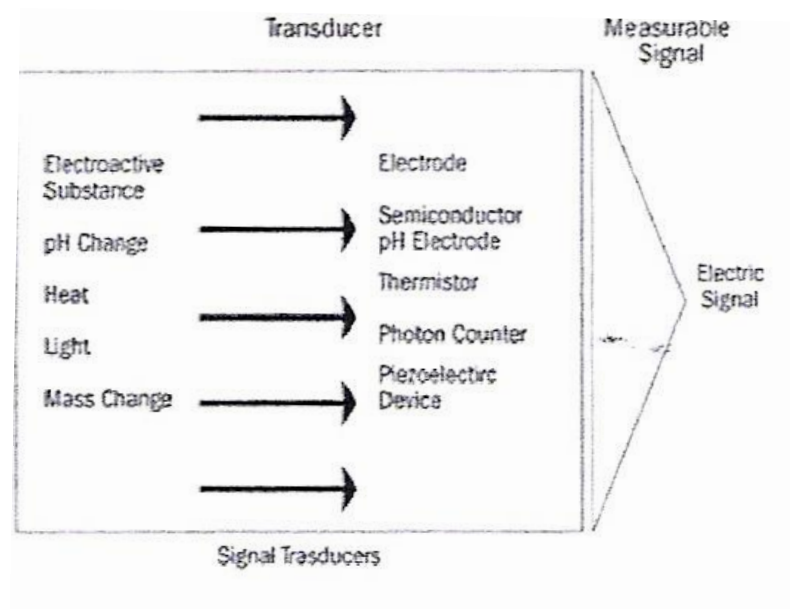 Transducer
Measurable
Signal
Electroactive
Substance
Electrode
pH Change
Semiconductor
pH Electrode
Heat
Thermistor
Light
Photon Counter
Mass Change
Piezoelectirc
Device
Electric
Signal
Signal Trasducers